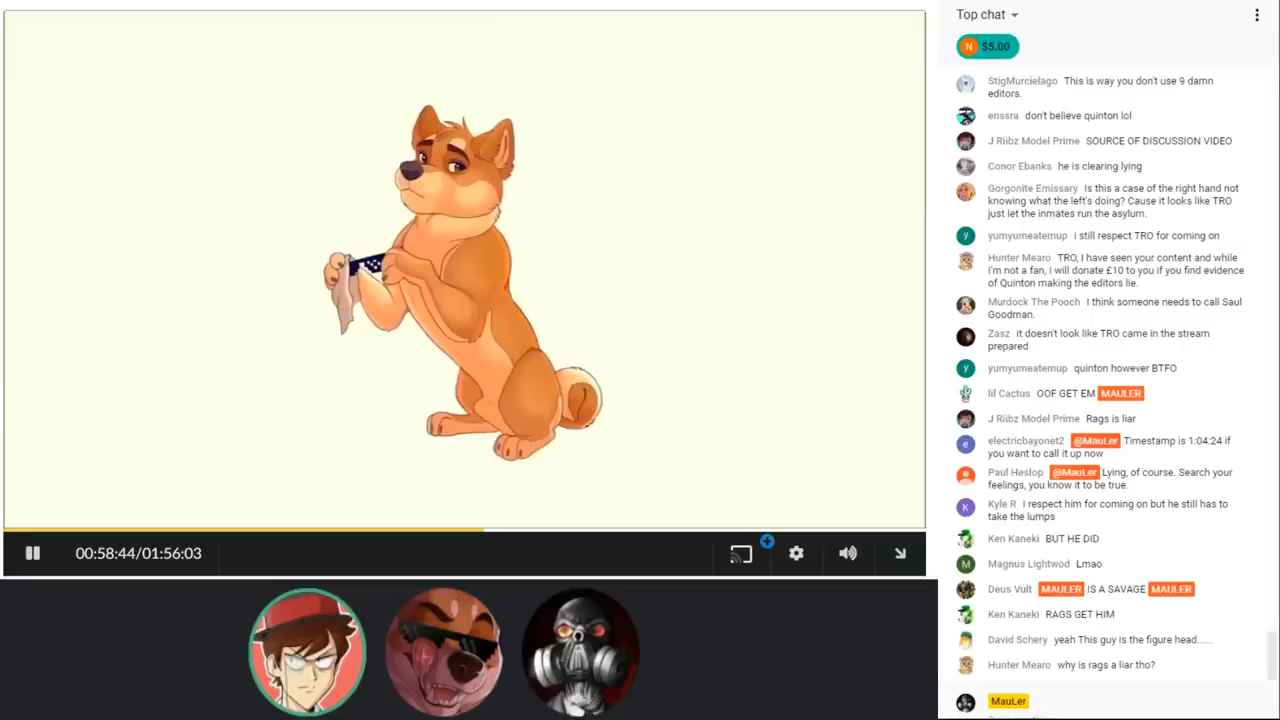 Top chat
N $5.00
StigMurcielago This is way you don't use 9 damn
editors.
enssra don't believe quinton lol
J Riibz Model Prime SOURCE OF DISCUSSION VIDEO
Conor Ebanks he is clearing lying
Gorgonite Emissary Is this a case of the right hand not
knowing what the left's doing? Cause it looks like TRO
just let the inmates run the asylum.
y yumyumeatemup i still respect TRO for coming on
Hunter Mearo TRO, I have seen your content and while
i'm not a fan, I will donate £10 to you if you find evidence
of Quinton making the editors lie.
Murdock The Pooch I think someone needs to call Saul
Goodman.
Zasz it doesn't look like TRO came in the stream
prepared
y yumyumeatemup quinton however BTFO
lil Cactus OOF GET EM MAULER
J Riibz Model Prime Rags is liar
e electricbayonet2 @MauLer Timestamp is 1:04:24 if
you want to call it up now
Paul Heslop @MauLer Lying, of course. Search your
feelings, you know it to be true.
K Kyle R I respect him for coming on but he still has to
take the lumps
Ken Kaneki BUT HE DID
M Magnus Lightwod Lmao
Deus Vult MAULER IS A SAVAGE MAULER
Ken Kaneki RAGS GET HIM
David Schery yeah This guy is the figure head......
Hunter Mearo why is rags a liar tho?
MauLer
00:58:44/01:56:03